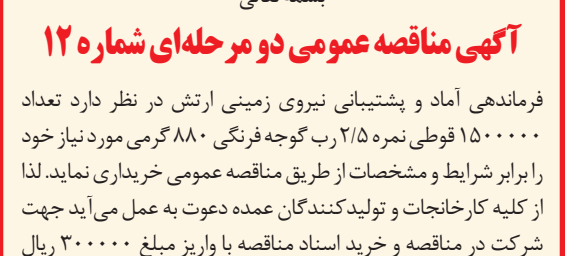 بسمه تعالی
آگهی مناقصه عمومی دو مرحله‌ای شماره ۱۲
فرماندهی آماد و پشتیبانی نیروی زمینی ارتش در نظر دارد تعداد
۱۵۰۰۰۰۰ قوطی نمره ۲/۵ رب گوجه فرنگی ۸۸۰ گرمی مورد نیاز خود
را برابر شرایط و مشخصات از طریق مناقصه عمومی خریداری نماید. لذا
از کلیه کارخانجات و تولیدکنندگان عمده دعوت به عمل می‌آید جهت
شرکت در مناقصه و خرید اسناد مناقصه با واریز مبلغ ۳۰۰۰۰۰ ریال